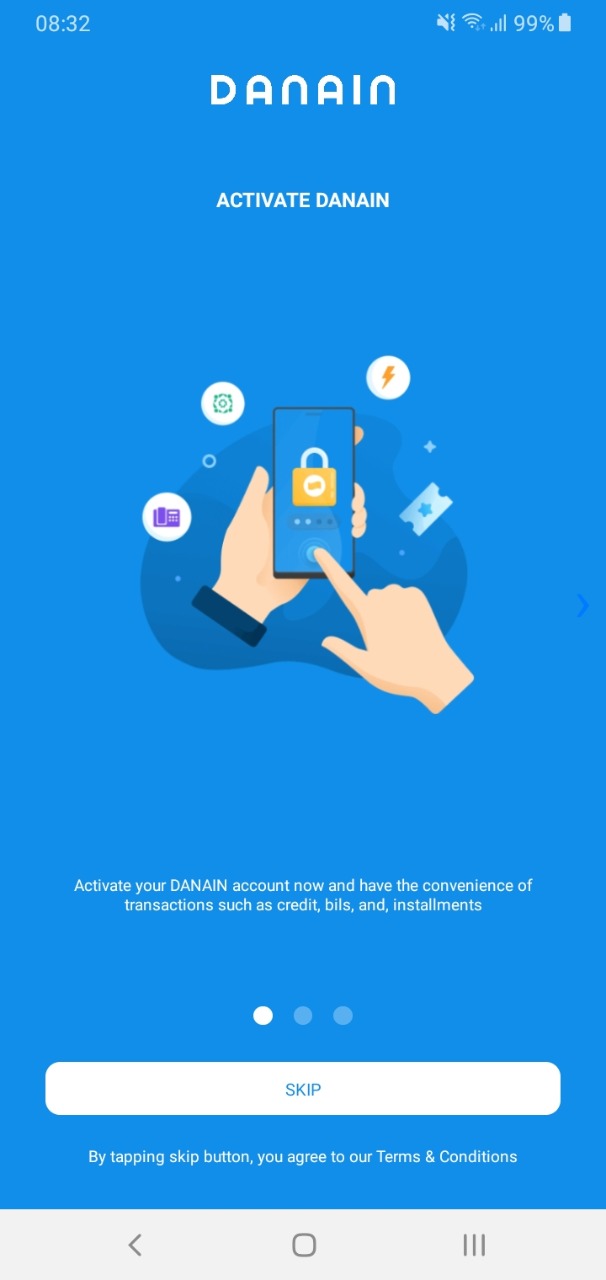 08:32
99%
DANAIN
ACTIVATE DANAIN
Activate your DANAIN account now and have the convenience of
transactions such as credit, bils, and, installments
SKIP
By tapping skip button, you agree to our Terms & Conditions